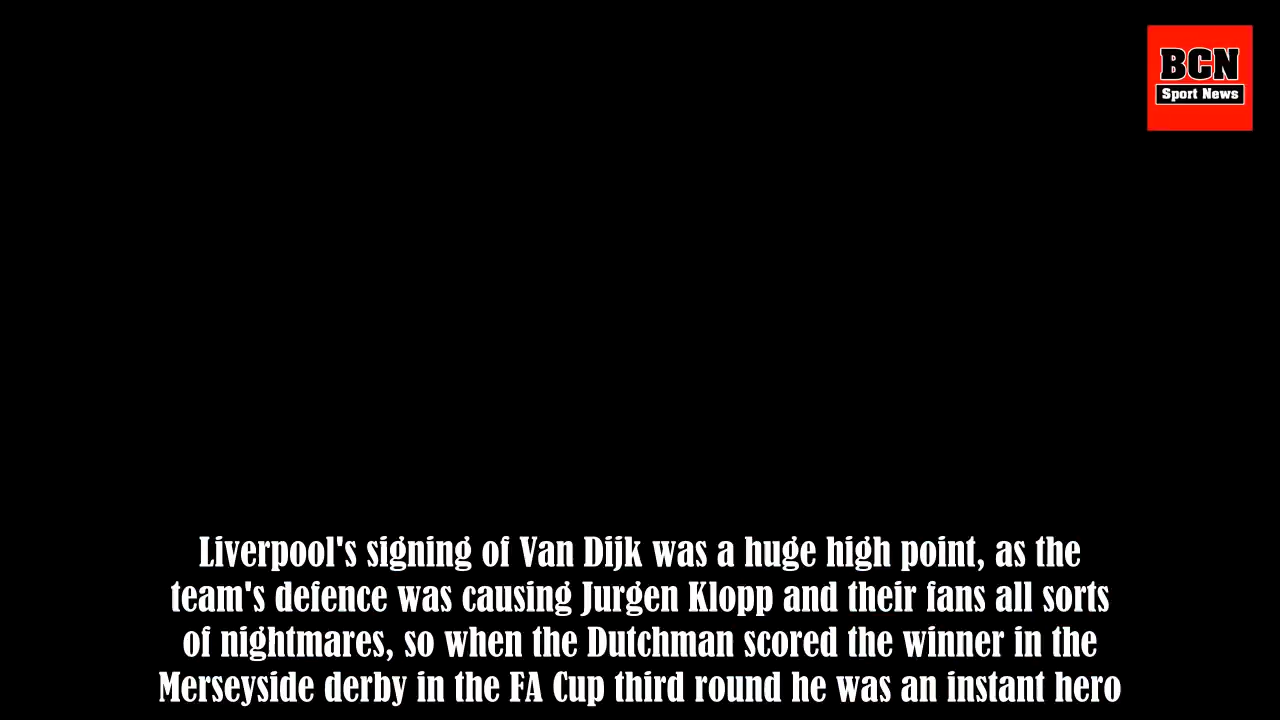 BCN
Sport News
Liverpool's signing of Van Dijk was a huge high point, as the
team's defence was causing Jurgen Klopp and their fans all sorts
of nightmares, so when the Dutchman scored the winner in the
Merseyside derby in the FA Cup third round he was an instant hero